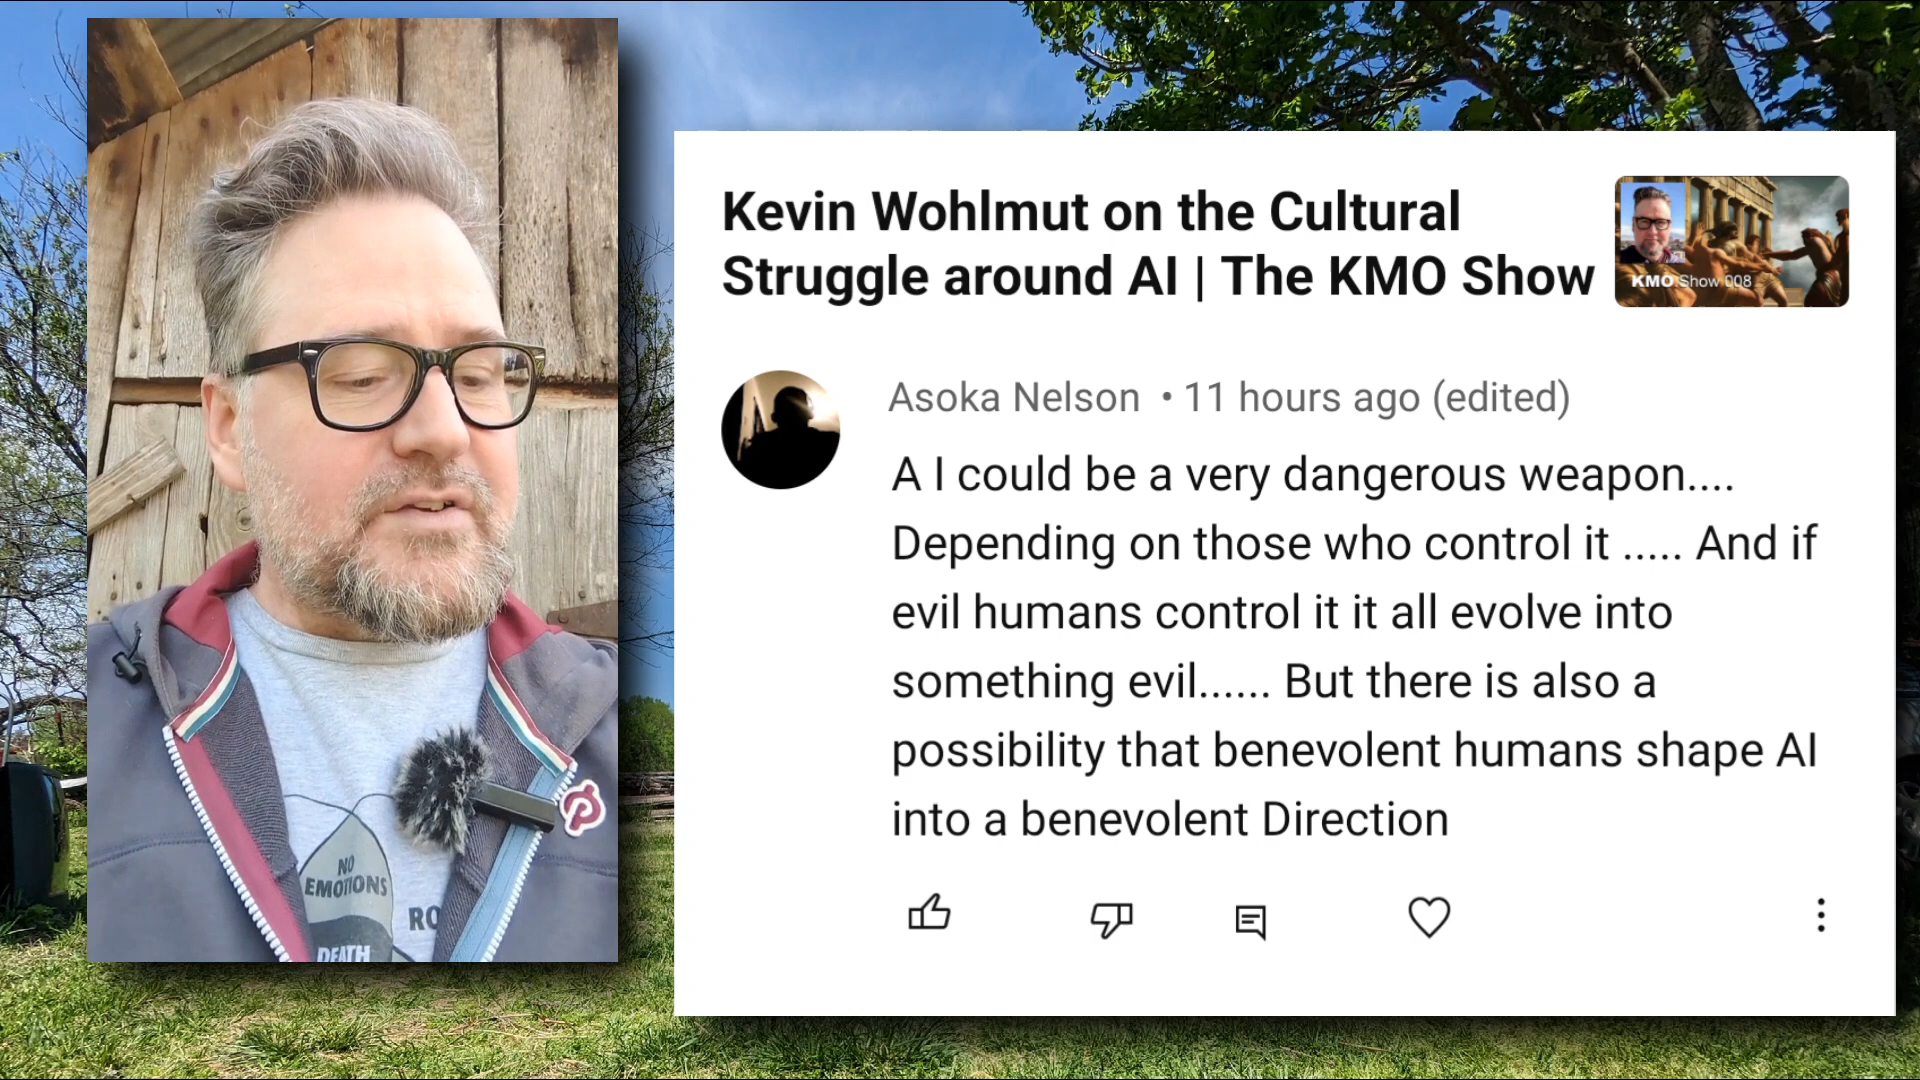 Kevin Wohlmut on the Cultural
Struggle around AI | The KMO Show
KMO Show 008
Asoka Nelson • 11 hours ago (edited)
A I could be a very dangerous weapon....
Depending on those who control it ..... And if
evil humans control it it all evolve into
something evil...... But there is also a
possibility that benevolent humans shape AI
into a benevolent Direction
NO
EMOTIONS
RO
DEATH